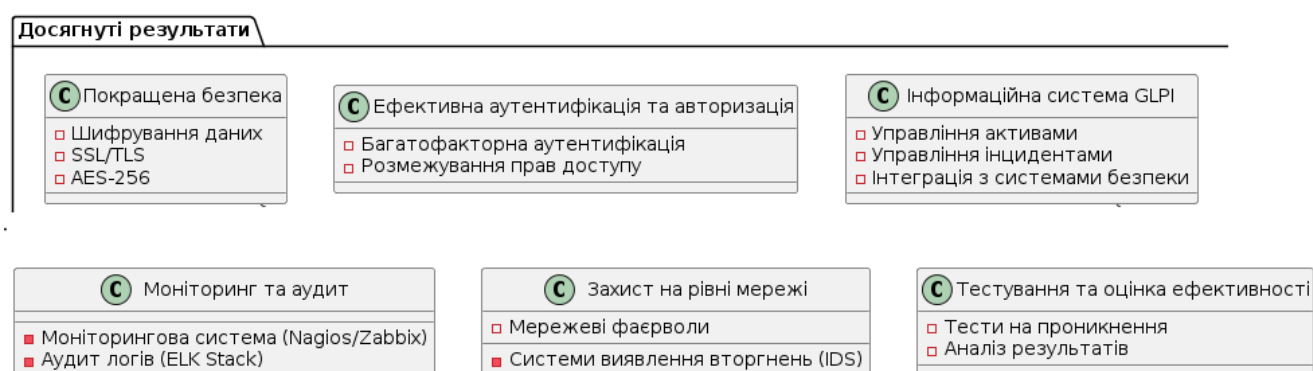 Досягнуті результати
C Покращена безпека
Шифрування даних
SSL/TLS
AES-256
C Ефективна аутентифікація та авторизація
Багатофакторна аутентифікація
Розмежування прав доступу
C Інформаційна система GLPI
Управління активами
Управління інцидентами
Інтеграція з системами безпеки
C Моніторинг та аудит
Моніторингова система (Nagios/Zabbix)
Аудит логів (ELK Stack)
C Захист на рівні мережі
Мережеві фаєрволи
Системи виявлення вторгнень (IDS)
C Тестування та оцінка ефективності
Тести на проникнення
Аналіз результатів